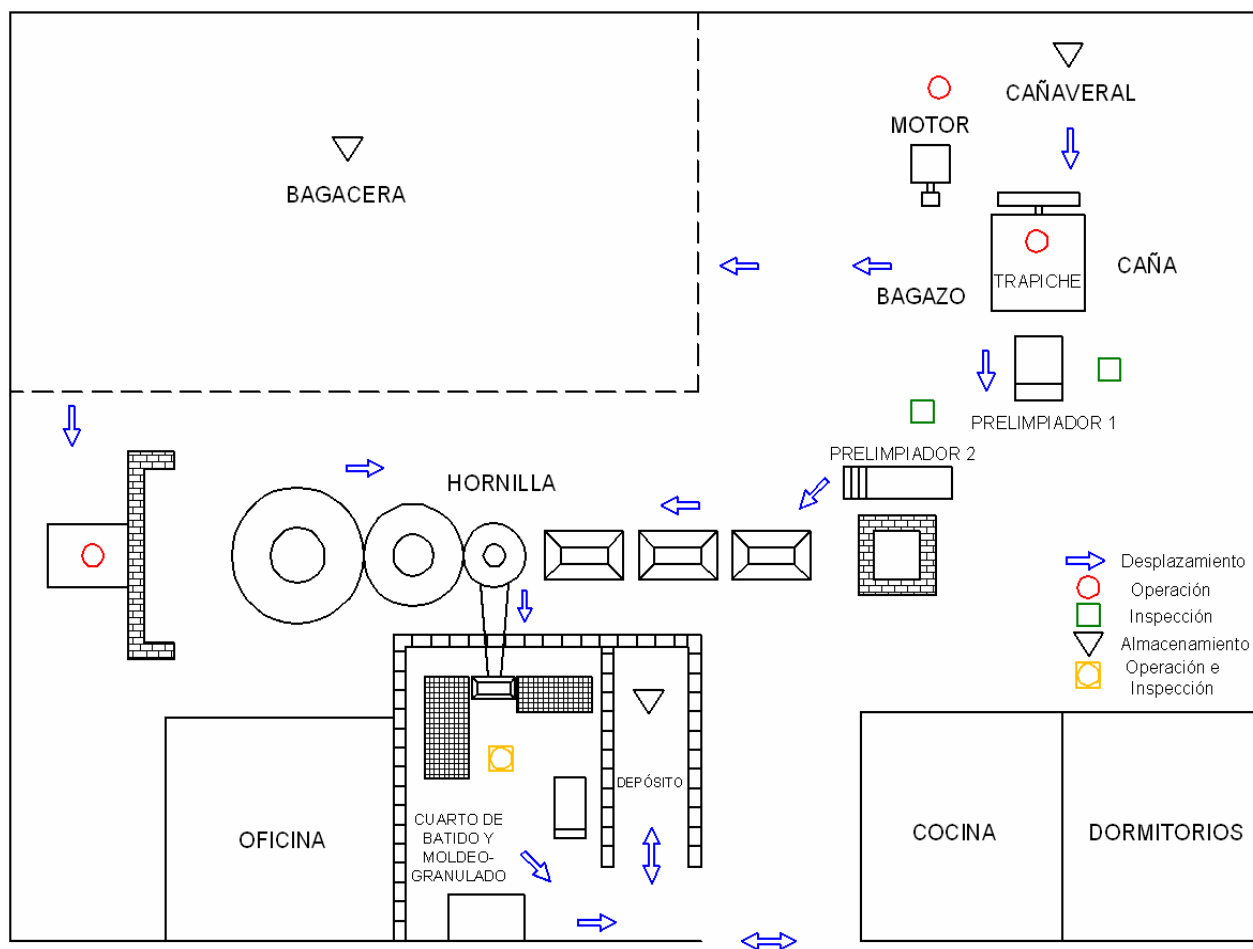 CAÑAVERAL
MOTOR
BAGACERA
TRAPICHE
CAÑA
BAGAZO
PRELIMPIADOR 1
PRELIMPIADOR 2
HORNILLA
Desplazamiento
Operación
Inspección
Almacenamiento
Operación e
Inspección
DEPÓSITO
CUARTO DE
BATIDO Y
MOLDEO-
GRANULADO
OFICINA
COCINA
DORMITORIOS